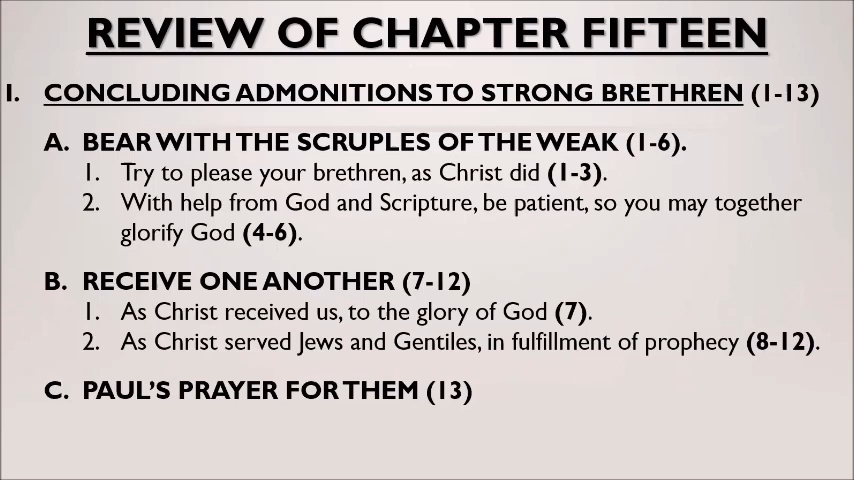 REVIEW OF CHAPTER FIFTEEN
I. CONCLUDING ADMONITIONS TO STRONG BRETHREN (1-13)
A. BEAR WITH THE SCRUPLES OF THE WEAK (1-6).
1. Try to please your brethren, as Christ did (1-3).
2. With help from God and Scripture, be patient, so you may together
glorify God (4-6).
B. RECEIVE ONE ANOTHER (7-12)
1. As Christ received us, to the glory of God (7).
2. As Christ served Jews and Gentiles, in fulfillment of prophecy (8-12).
C. PAUL'S PRAYER FOR THEM (13)